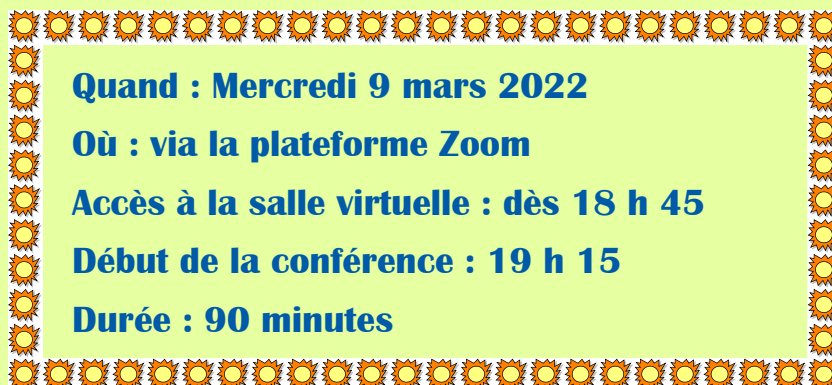 Quand : Mercredi 9 mars 2022
Où : via la plateforme Zoom
Accès à la salle virtuelle : dès 18 h 45
Début de la conférence : 19 h 15
Durée : 90 minutes